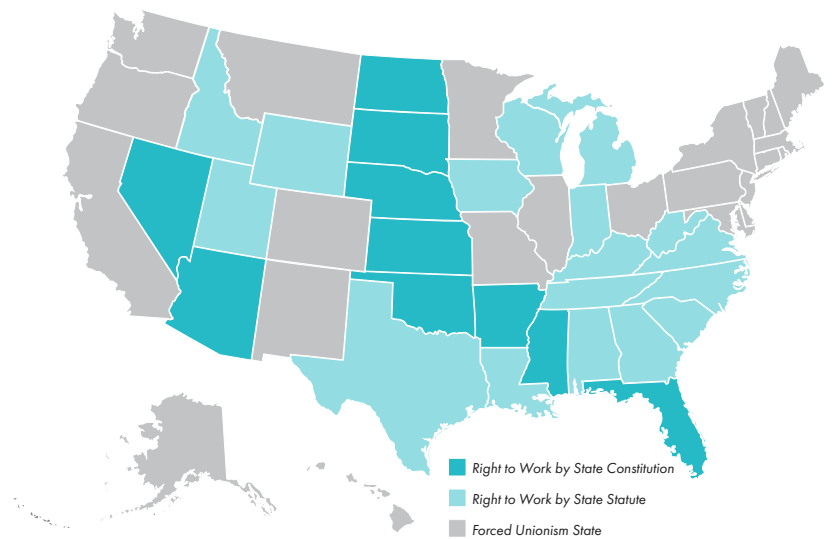 Right to Work by State Constitution
Right to Work by State Statute
Forced Unionism State